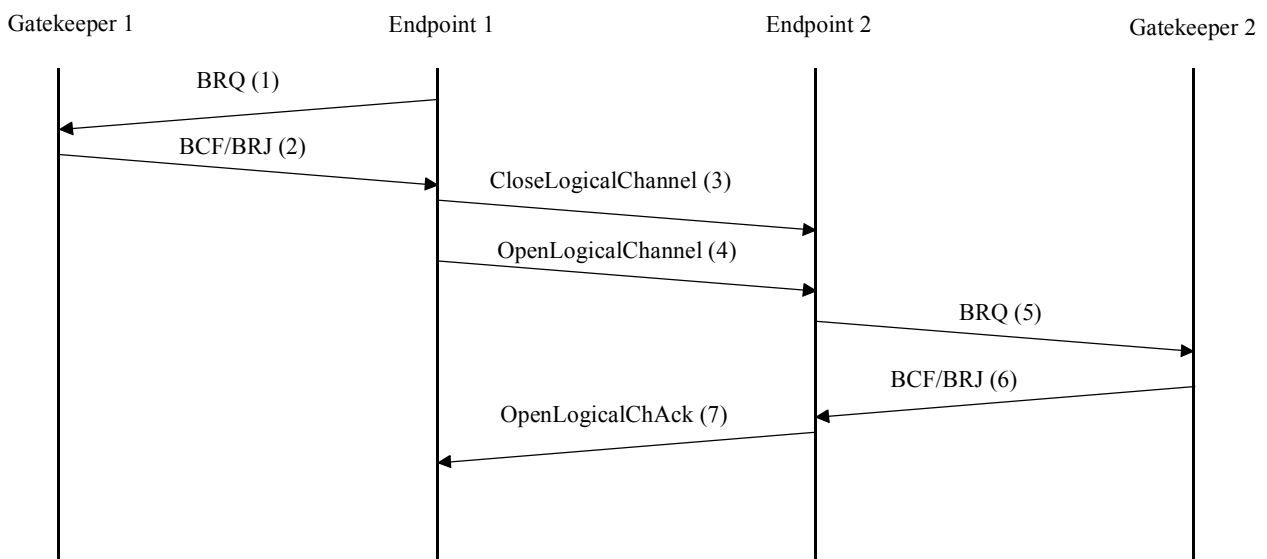 Gatekeeper 1
Endpoint 1
Endpoint 2
Gatekeeper 2
BRQ (1)
BCF/BRJ (2)
CloseLogicalChannel (3)
OpenLogicalChannel (4)
BRQ (5)
BCF/BRJ (6)
OpenLogicalChAck (7)